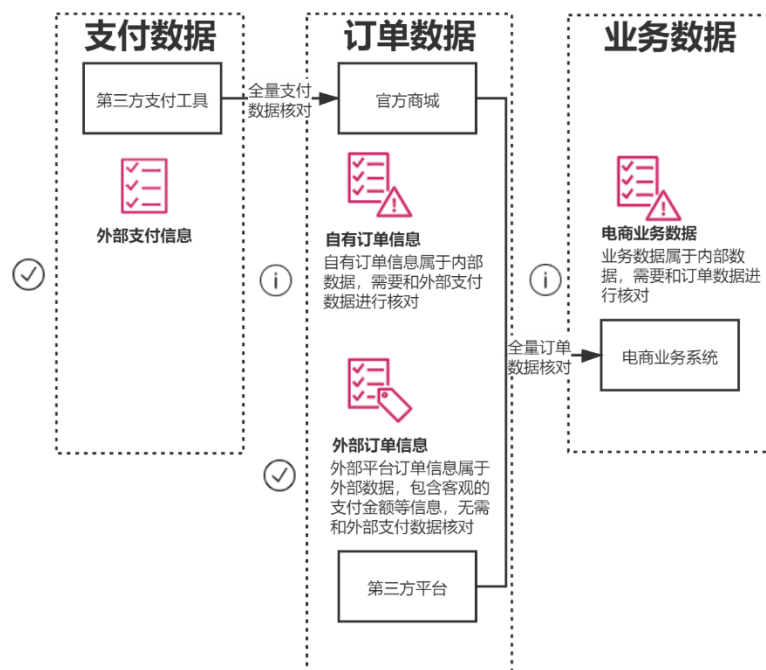 支付数据
订单数据
业务数据
第三方支付工具
全量支付
数据核对
官方商城
外部支付信息
自有订单信息
自有订单信息属于内部
数据，需要和外部支付
数据进行核对
电商业务数据
业务数据属于内部数
据，需要和订单数据进
行核对
全量订单
数据核对
电商业务系统
外部订单信息
外部平台订单信息属于
外部数据，包含客观的
支付金额等信息，无需
和外部支付数据核对
第三方平台